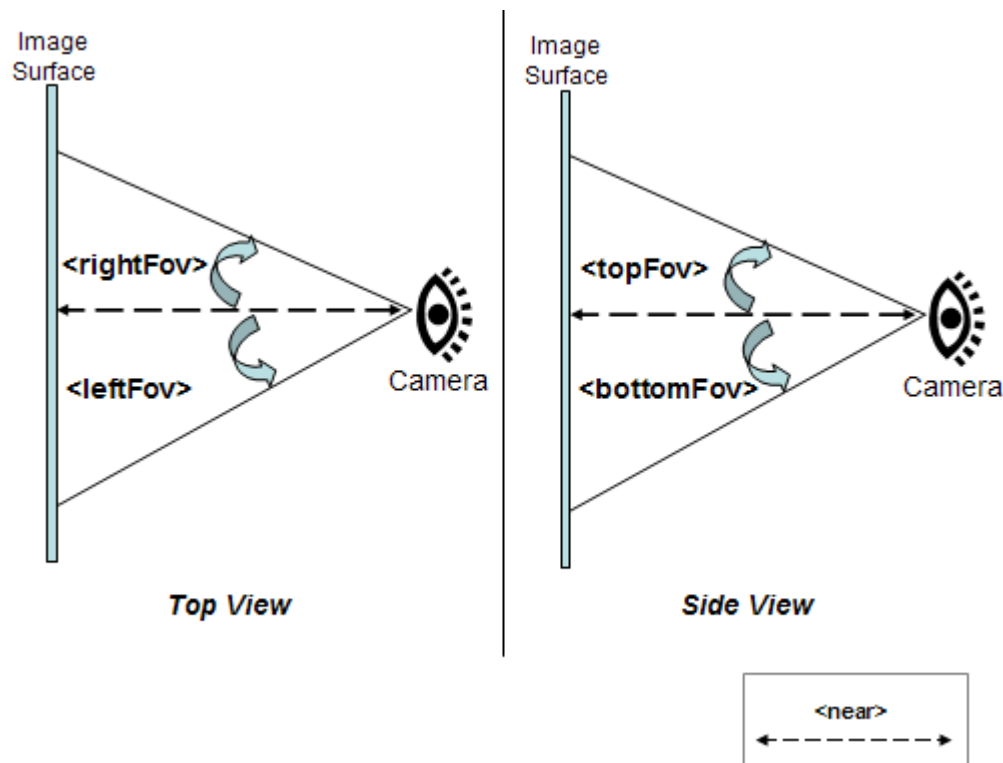 Image
Surface
<rightFov>
<leftFov>
Camera
Top View
Image
Surface
<topFov>
<bottomFov>
Camera
Side View
<near>